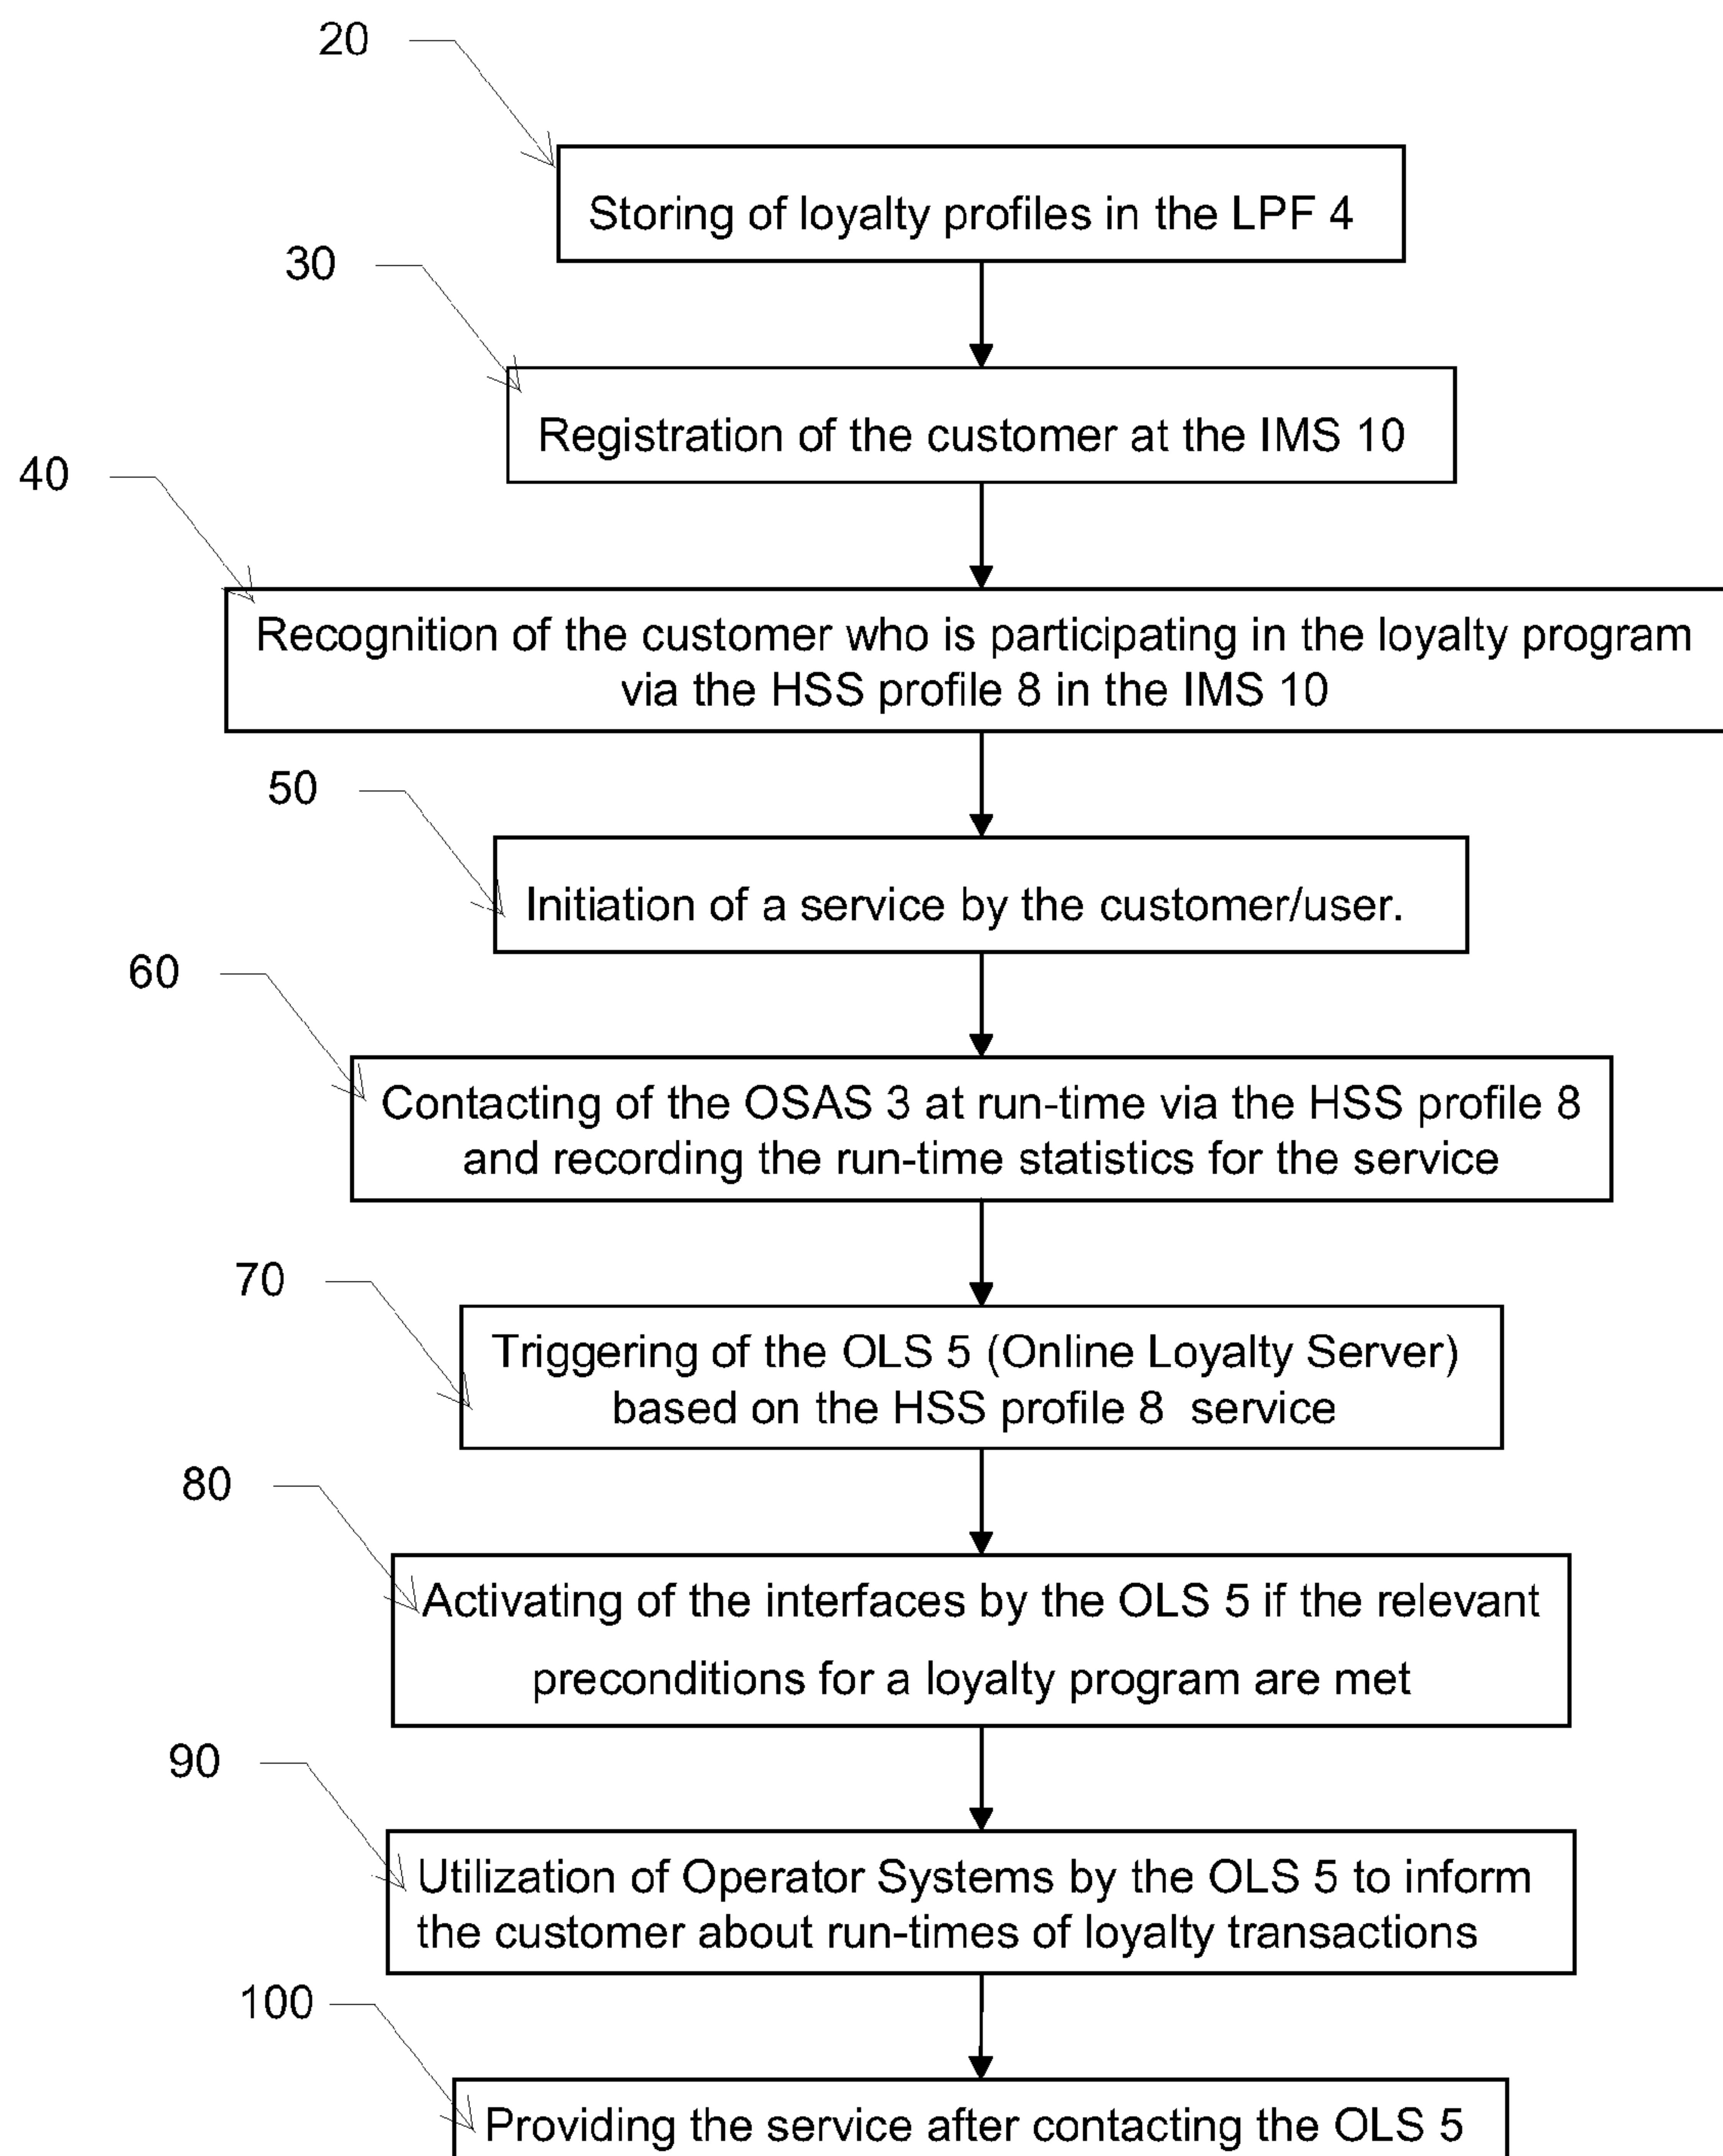 20
Storing of loyalty profiles in the LPF 4
30
Registration of the customer at the IMS 10
40
Recognition of the customer who is participating in the loyalty program
via the HSS profile 8 in the IMS 10
50
Initiation of a service by the customer/user.
60
Contacting of the OSAS 3 at run-time via the HSS profile 8
and recording the run-time statistics for the service
70
Triggering of the OLS 5 (Online Loyalty Server)
based on the HSS profile 8 service
80
Activating of the interfaces by the OLS 5 if the relevant
preconditions for a loyalty program are met
90
Utilization of Operator Systems by the OLS 5 to inform
the customer about run-times of loyalty transactions
100
Providing the service after contacting the OLS 5